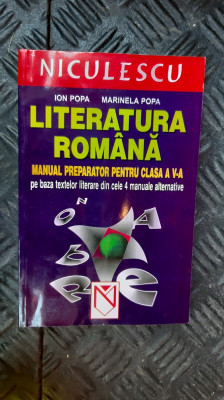 NICULESCU
ION POPA MARINELA POPA
LITERATURA
ROMÂNĂ
MANUAL PREPARATOR PENTRU CLASA A V-A
pe baza textelor literare din cele 4 manuale alternative